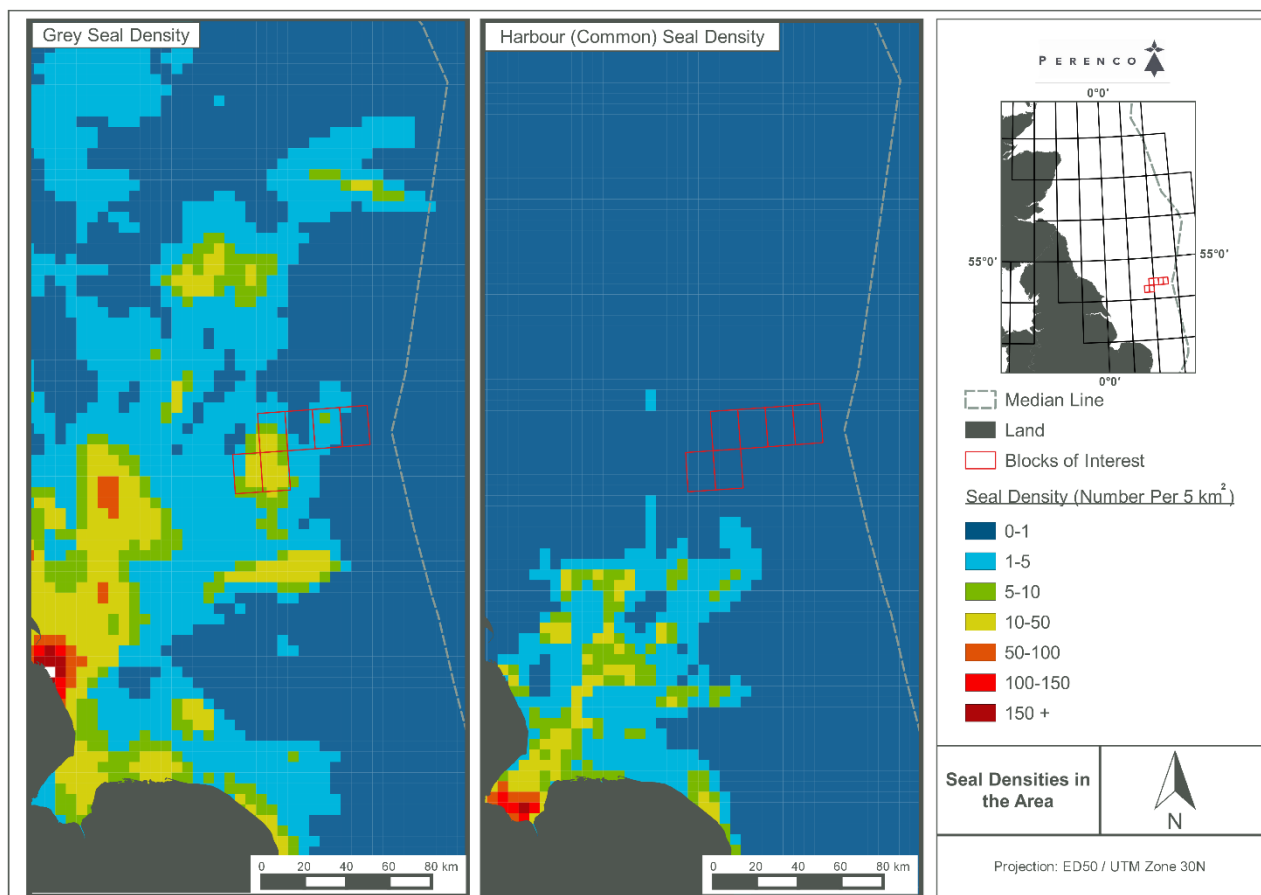 Grey Seal Density
0 20 40 60 80 km
Harbour (Common) Seal Density
0 20 40 60 80 km
PERENCO
0°0'
55°0'
55°0'
0°0'
Median Line
Land
Blocks of Interest
Seal Density (Number Per 5 km²)
0-1
1-5
5-10
10-50
50-100
100-150
150 +
Seal Densities in
the Area
N
Projection: ED50 / UTM Zone 30N